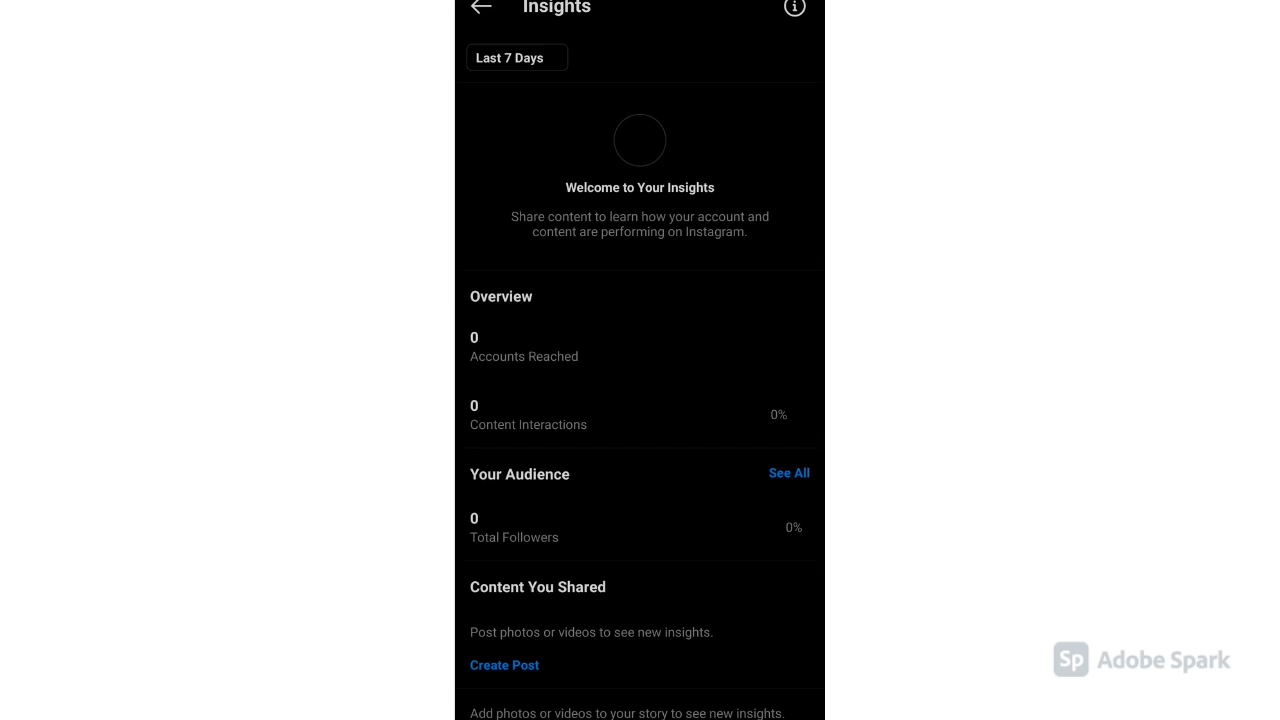 Insights
Last 7 Days
Welcome to Your Insights
Share content to learn how your account and
content are performing on Instagram.
Overview
0
Accounts Reached
0
Content Interactions
0%
Your Audience
See All
0
Total Followers
0%
Content You Shared
Post photos or videos to see new insights.
Create Post
Add photos or videos to your story to see new insights.
Sp Adobe Spark